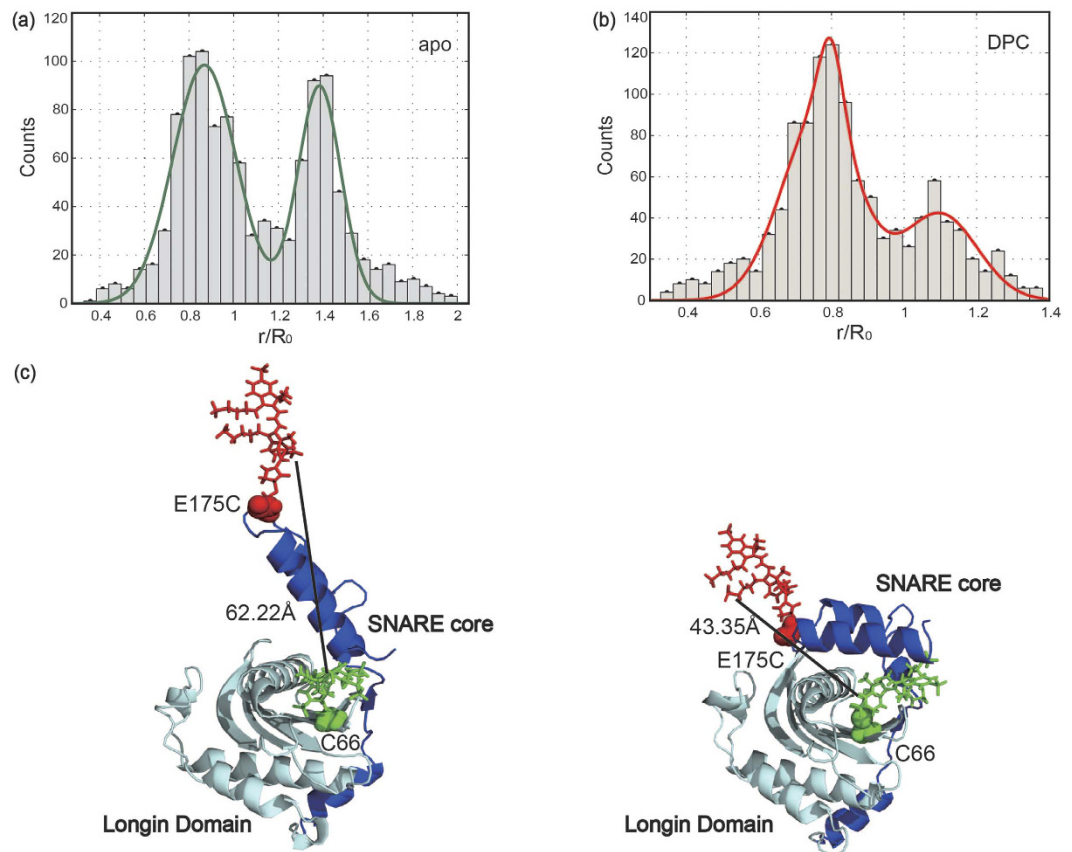 (a)
apo
120
100
80
60
40
20
0
Counts
0.4 0.6 0.8 1 1.2 1.4 1.6 1.8 2
r/R₀
(b)
DPC
140
120
100
80
60
40
20
0
Counts
0.4 0.6 0.8 1 1.2 1.4
r/R₀
(c)
E175C
62.22Å
SNARE core
C66
Longin Domain
SNARE core
43.35Å
E175C
C66
Longin Domain